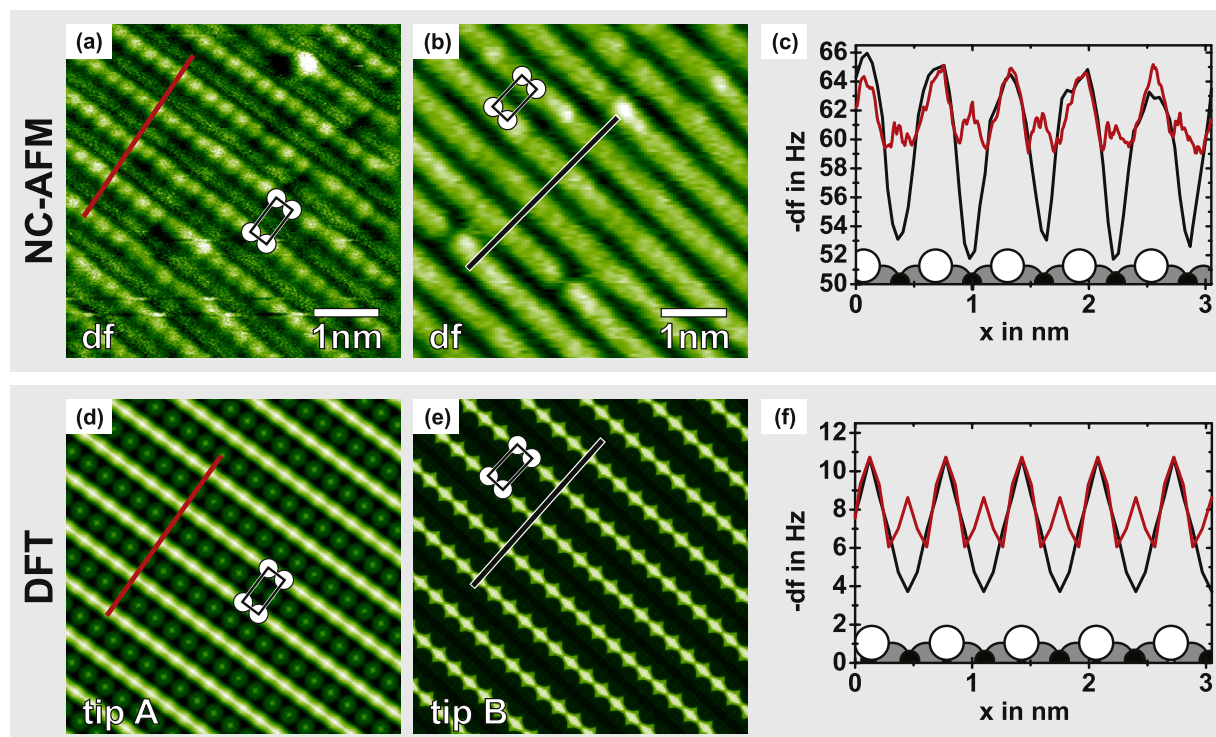 NC-AFM
(a)
df
1nm
(b)
df
1nm
(c)
-df in Hz
66
64
62
60
58
56
54
52
50
0
1
2
3
x in nm
DFT
(d)
tip A
(e)
tip B
(f)
-df in Hz
12
10
8
6
4
2
0
0
1
2
3
x in nm